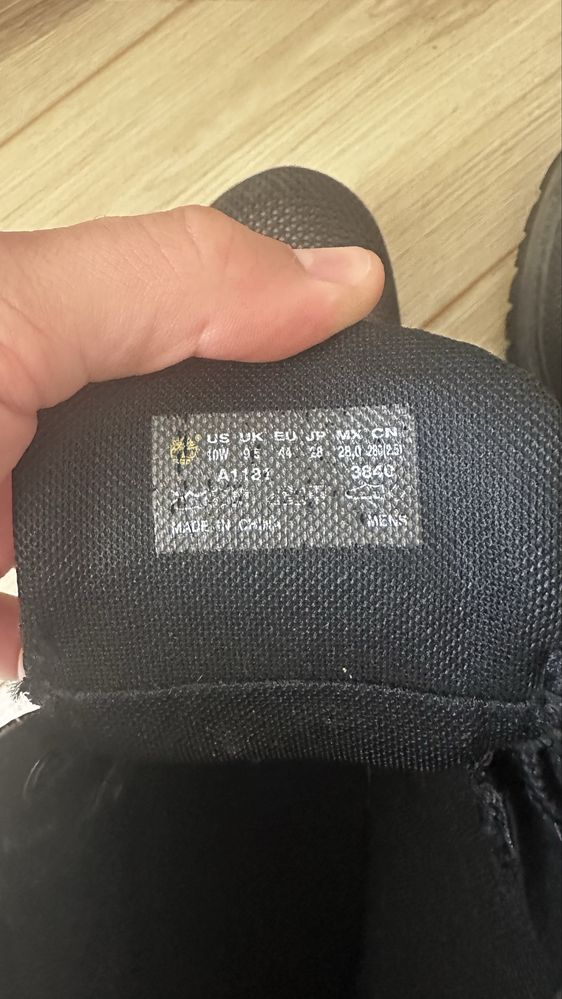 US UK EU JP MX CN
10W 9.5 44 28 28.0 280(2.5)
3840
MADE IN CHINA MENS